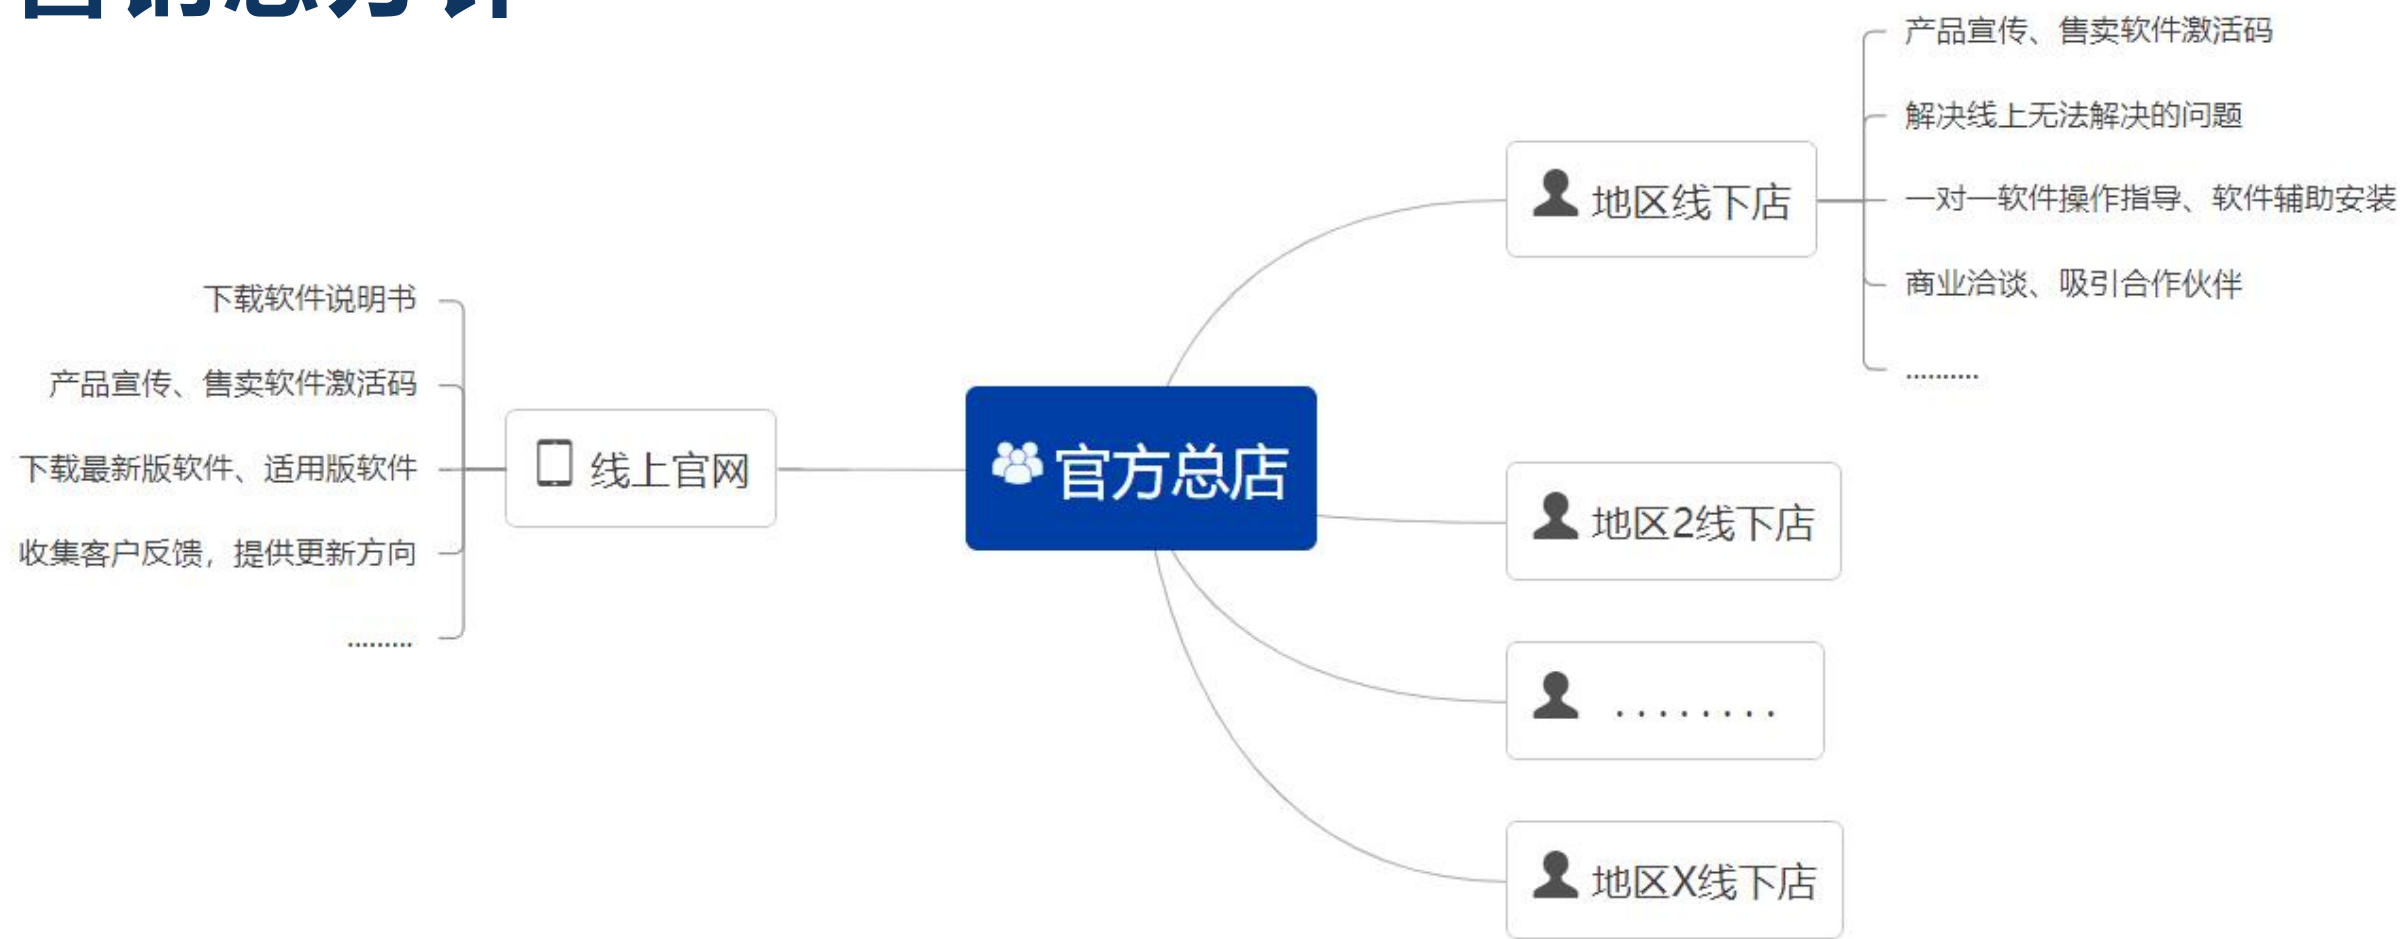 营销总方针
产品宣传、售卖软件激活码
解决线上无法解决的问题
地区线下店
一对一软件操作指导、软件辅助安装
商业洽谈、吸引合作伙伴
..........
下载软件说明书
产品宣传、售卖软件激活码
线上官网
下载最新版软件、适用版软件
收集客户反馈，提供更新方向
.........
官方总店
地区2线下店
........
地区X线下店